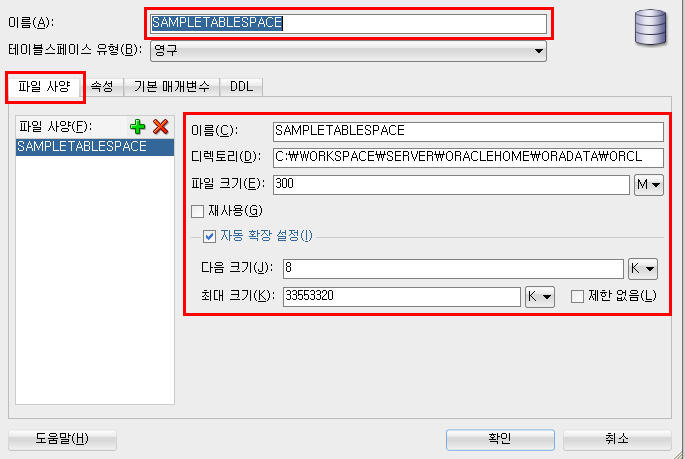 이름(A): SAMPLETABLESPACE
테이블스페이스 유형(B): 영구
파일 사양 속성 기본 매개변수 DDL
파일 사양(F):
SAMPLETABLESPACE
이름(C): SAMPLETABLESPACE
디렉토리(D): C:₩WORKSPACE₩SERVER₩ORACLEHOME₩ORADATA₩ORCL
파일 크기(E): 300 M
재사용(G)
자동 확장 설정(I)
다음 크기(J): 8 K
최대 크기(K): 33553320 K 제한 없음(L)
도움말(H) 확인 취소